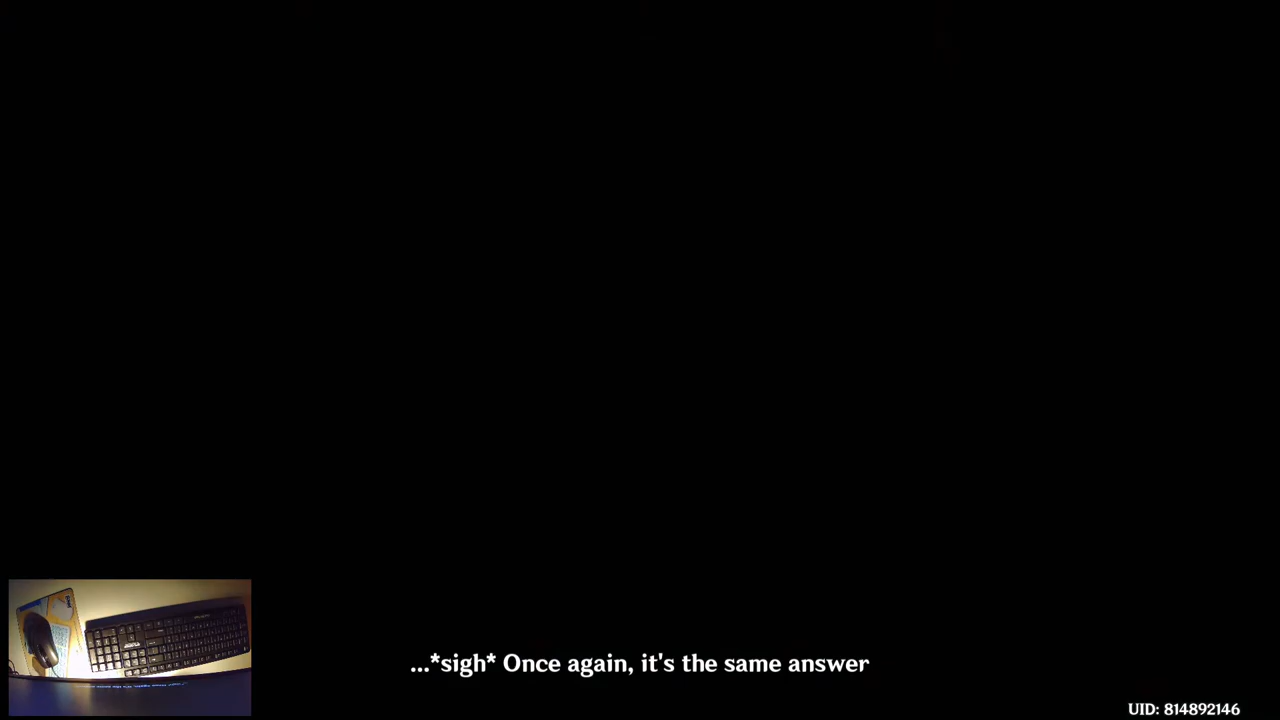 ...*sigh* Once again, it's the same answer
UID: 814892146